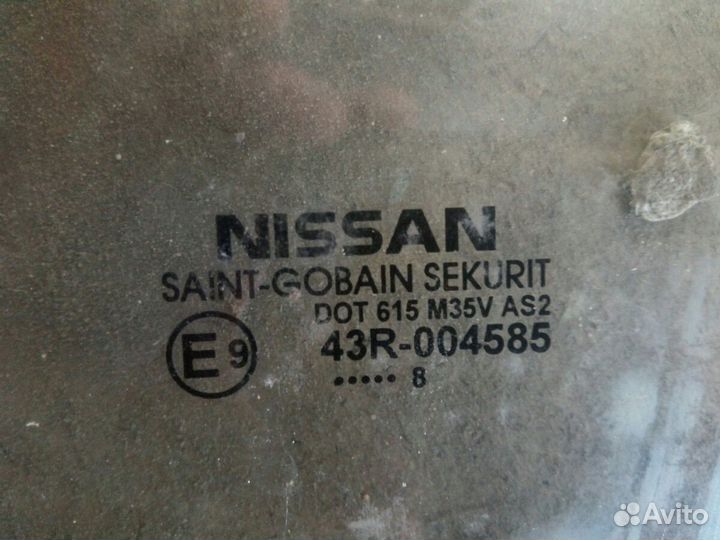 NISSAN
SAINT-GOBAIN SEKURIT
DOT 615 M35V AS2
E9 43R-004585
..... 8
Avito